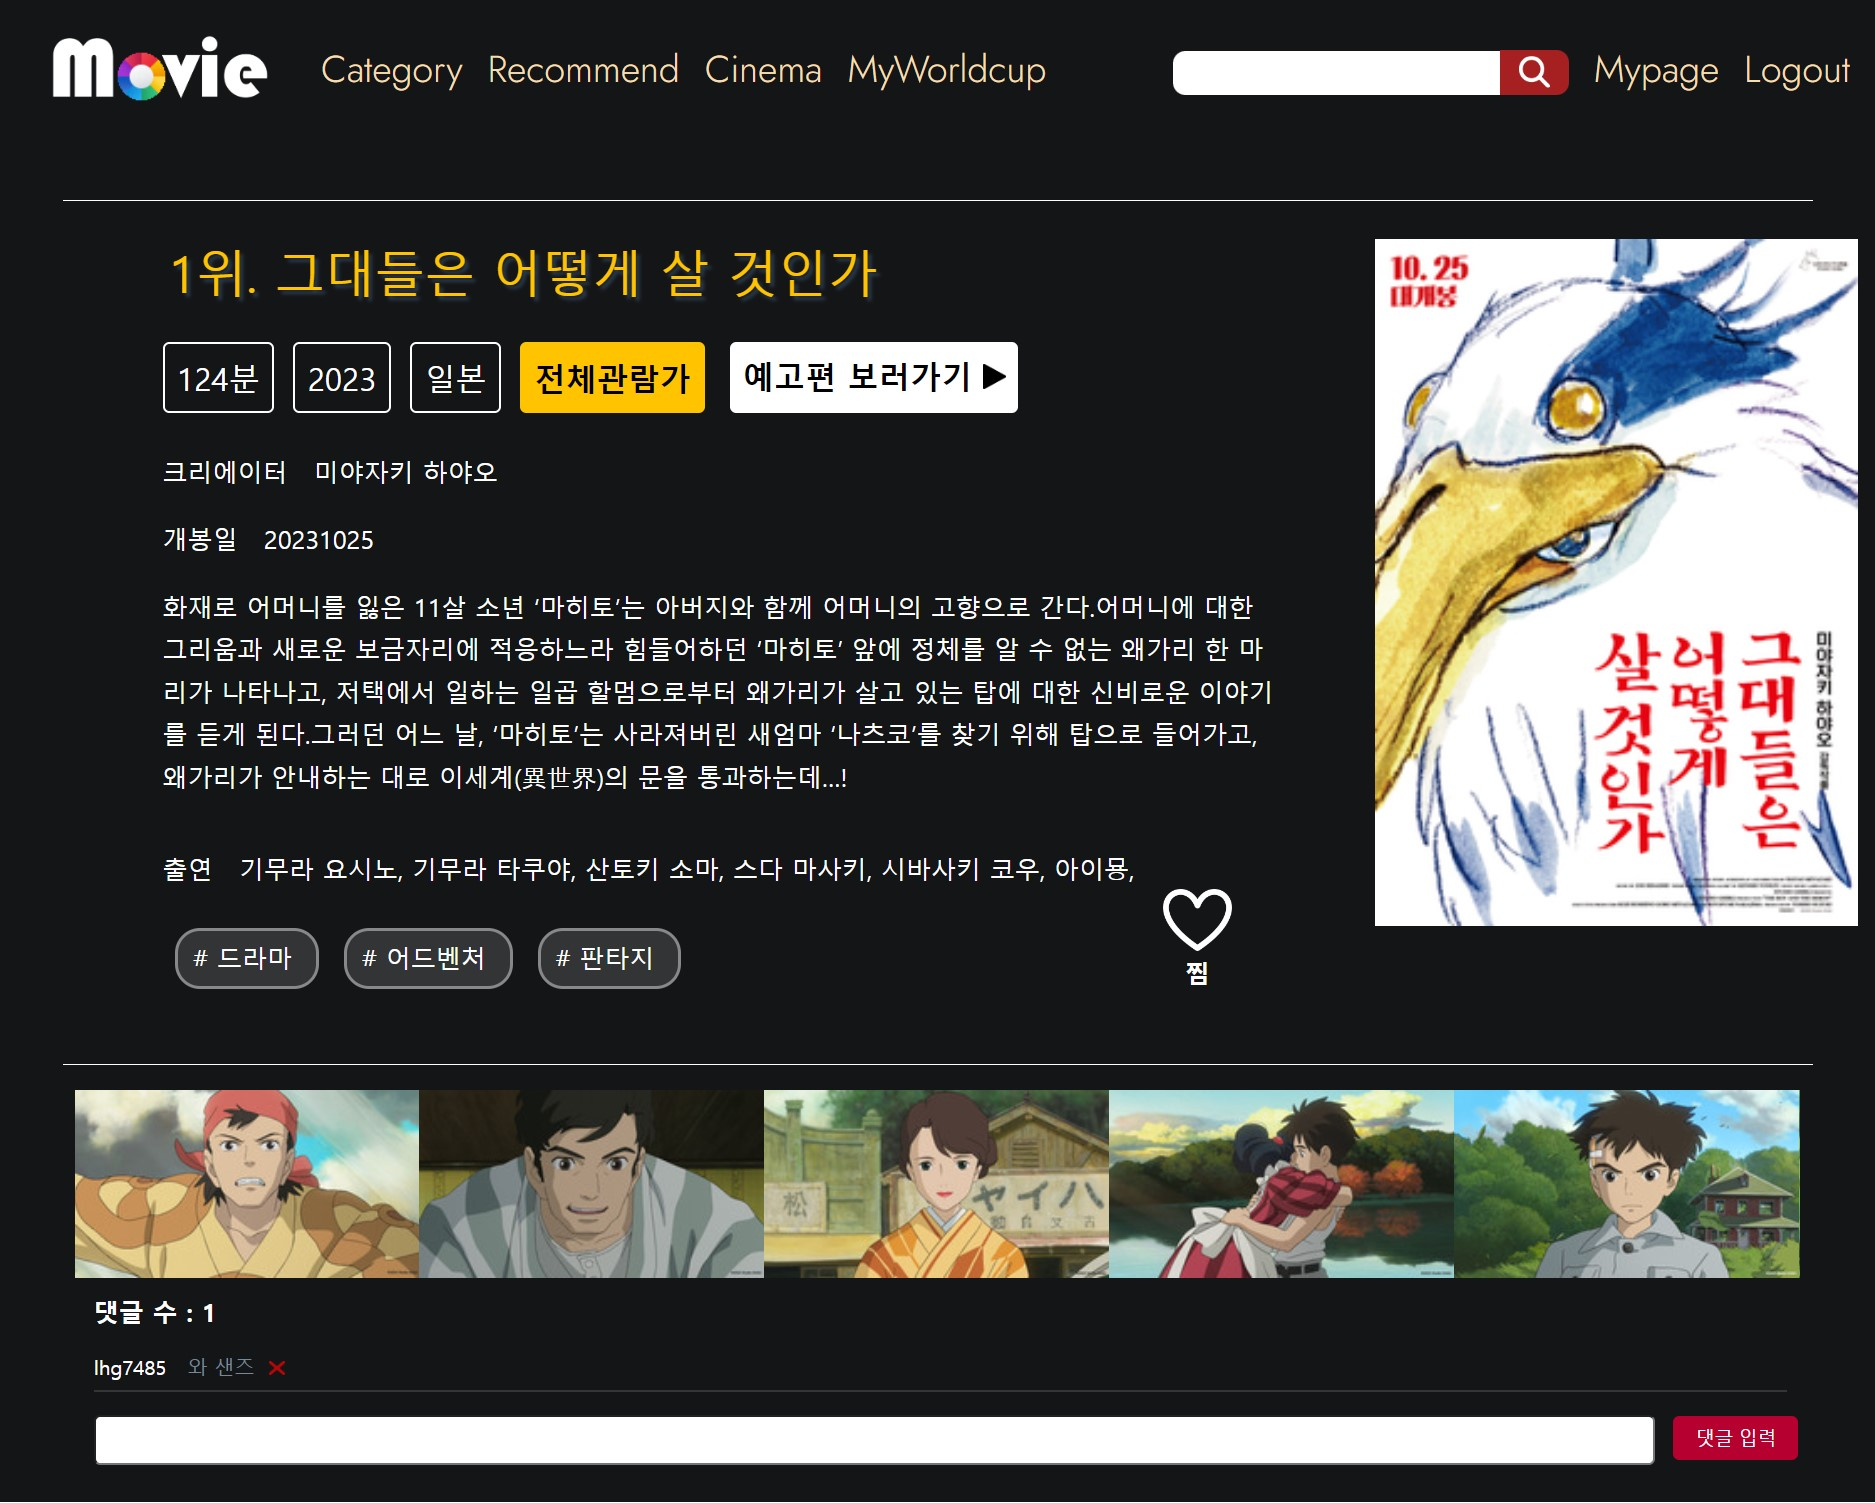 Movie
Category Recommend Cinema MyWorldcup
Mypage Logout
1위. 그대들은 어떻게 살 것인가
124분 2023 일본 전체관람가 예고편 보러가기 ▶
크리에이터 미야자키 하야오
개봉일 20231025
화재로 어머니를 잃은 11살 소년 ‘마히토’는 아버지와 함께 어머니의 고향으로 간다.어머니에 대한
그리움과 새로운 보금자리에 적응하느라 힘들어하던 ‘마히토’ 앞에 정체를 알 수 없는 왜가리 한 마
리가 나타나고, 저택에서 일하는 일곱 할멈으로부터 왜가리가 살고 있는 탑에 대한 신비로운 이야기
를 듣게 된다.그러던 어느 날, ‘마히토’는 사라져버린 새엄마 ‘나츠코’를 찾기 위해 탑으로 들어가고,
왜가리가 안내하는 대로 이세계(異世界)의 문을 통과하는데...!
출연 기무라 요시노, 기무라 타쿠야, 산토키 소마, 스다 마사키, 시바사키 코우, 아이묭,
# 드라마 # 어드벤처 # 판타지
찜
10. 25
대개봉
미야자키 하야오
그대들은
어떻게
살 것인가
松
ヤイハ
댓글 수 : 1
lhg7485 와 샌즈
댓글 입력